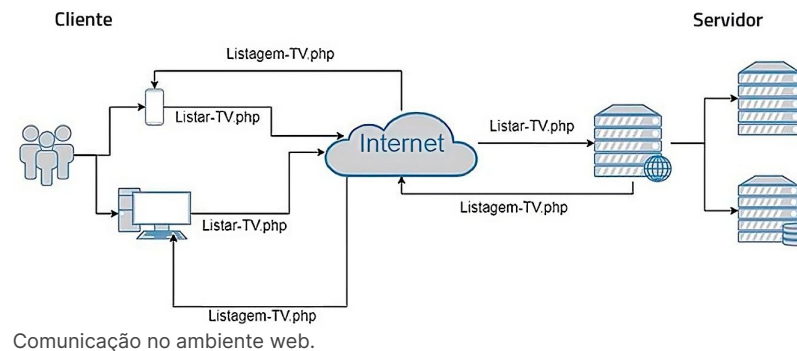 Cliente
Servidor
Listagem-TV.php
Listar-TV.php
Internet
Listar-TV.php
Listar-TV.php
Listagem-TV.php
Listagem-TV.php
Comunicação no ambiente web.